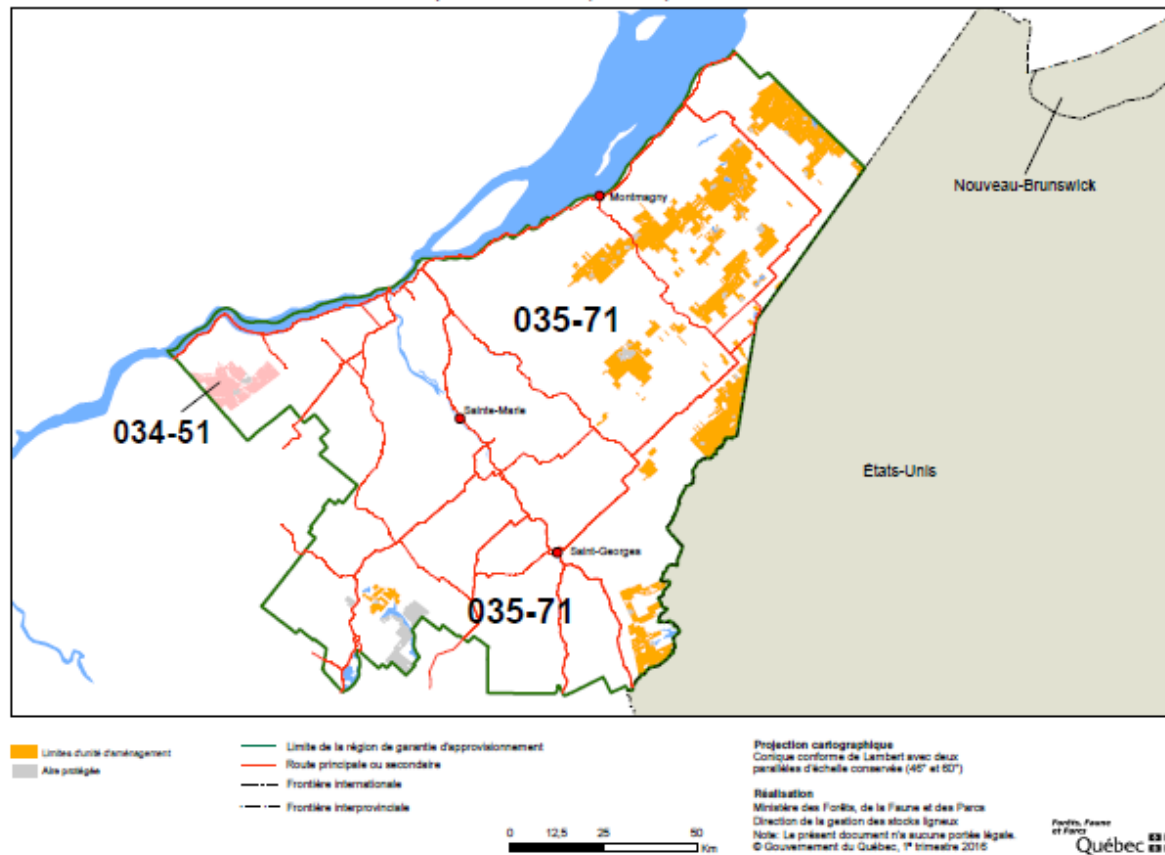 Nouveau-Brunswick
Montmagny
035-71
034-51
Sainte-Marie
États-Unis
Saint-Georges
035-71
Limites d'unité d'aménagement
Aire protégée
Limite de la région de garantie d'approvisionnement
Route principale ou secondaire
Frontière internationale
Frontière interprovinciale
0 12,5 25 50
Km
Projection cartographique
Conique conforme de Lambert avec deux
parallèles d'échelle conservée (46° et 60°)
Réalisation
Ministère des Forêts, de la Faune et des Parcs
Direction de la gestion des stocks ligneux
Note: Le présent document n'a aucune portée légale.
© Gouvernement du Québec, 1er trimestre 2016
Forêts, Faune
et Parcs
Québec